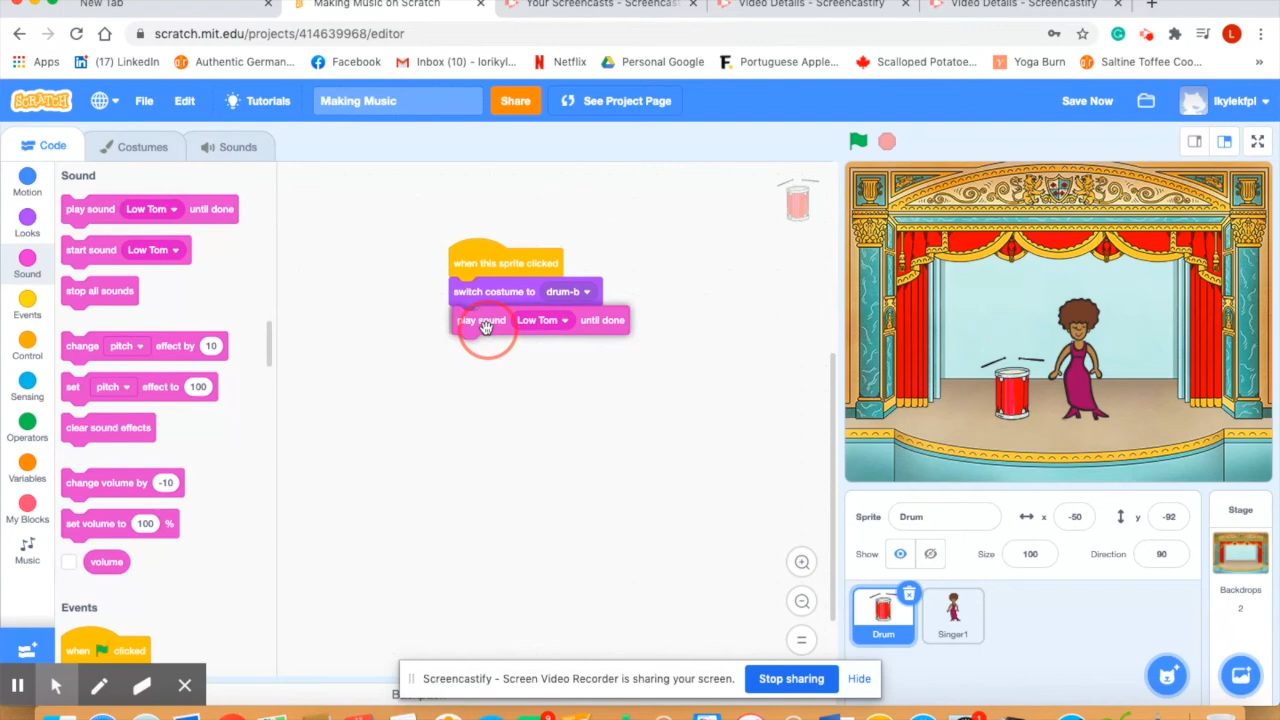 New Tab
Making Music on Scratch
Your Screencasts - Screencast
Video Details - Screencastify
Video Details - Screencastify
scratch.mit.edu/projects/414639968/editor
L
Apps
(17) LinkedIn
Authentic German...
Facebook
Inbox (10) - lorikyl...
Netflix
Personal Google
Portuguese Apple...
Scalloped Potatoe...
Yoga Burn
Saltine Toffee Coo...
SCRATCH
File
Edit
Tutorials
Making Music
Share
See Project Page
Save Now
lkylekfpl
Code
Costumes
Sounds
Motion
Looks
Sound
Events
Control
Sensing
Operators
Variables
My Blocks
Music
Sound
play sound Low Tom until done
start sound Low Tom
stop all sounds
change pitch effect by 10
set pitch effect to 100
clear sound effects
change volume by -10
set volume to 100 %
volume
Events
when clicked
when this sprite clicked
switch costume to drum-b
play sound Low Tom until done
Sprite Drum x -50 y -92
Show Size 100 Direction 90
Drum
Singer1
Stage
Backdrops
2
Screencastify - Screen Video Recorder is sharing your screen.
Stop sharing
Hide